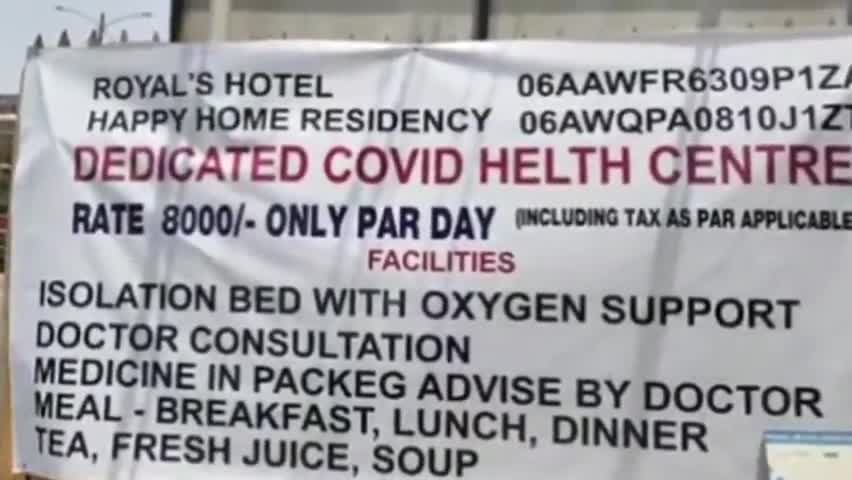 ROYAL'S HOTEL 06AAWFR6309P1ZA
HAPPY HOME RESIDENCY 06AWQPA0810J1ZT
DEDICATED COVID HELTH CENTRE
RATE 8000/- ONLY PAR DAY (INCLUDING TAX AS PAR APPLICABLE
FACILITIES
ISOLATION BED WITH OXYGEN SUPPORT
DOCTOR CONSULTATION
MEDICINE IN PACKEG ADVISE BY DOCTOR
MEAL - BREAKFAST, LUNCH, DINNER
TEA, FRESH JUICE, SOUP